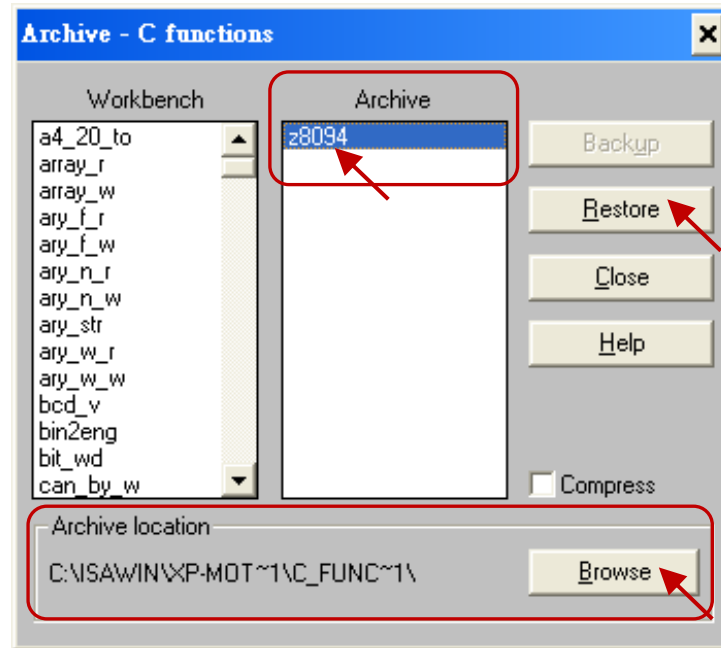 Archive - C functions
Workbench
Archive
a4_20_to
array_r
array_w
ary_f_r
ary_f_w
ary_n_r
ary_n_w
ary_str
ary_w_r
ary_w_w
bcd_v
bin2eng
bit_wd
can_by_w
z8094
Backup
Restore
Close
Help
Compress
Archive location
C:\ISAWIN\XP-MOT~1\C_FUNC~1\
Browse